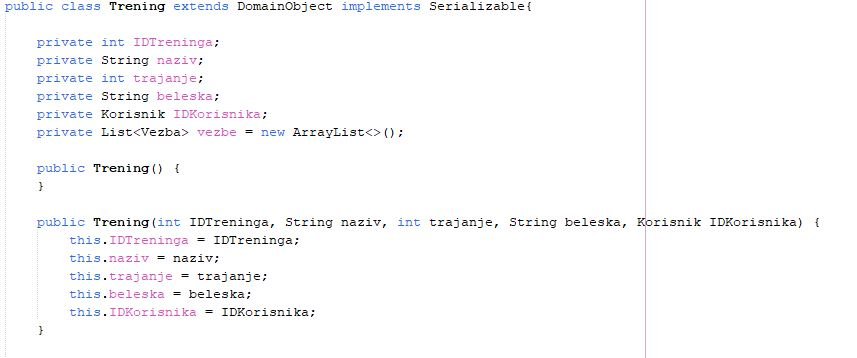 public class Trening extends DomainObject implements Serializable{
private int IDTreninga;
private String naziv;
private int trajanje;
private String beleska;
private Korisnik IDKorisnika;
private List<Vezba> vezbe = new ArrayList<>();
public Trening() {
}
public Trening(int IDTreninga, String naziv, int trajanje, String beleska, Korisnik IDKorisnika) {
this.IDTreninga = IDTreninga;
this.naziv = naziv;
this.trajanje = trajanje;
this.beleska = beleska;
this.IDKorisnika = IDKorisnika;
}